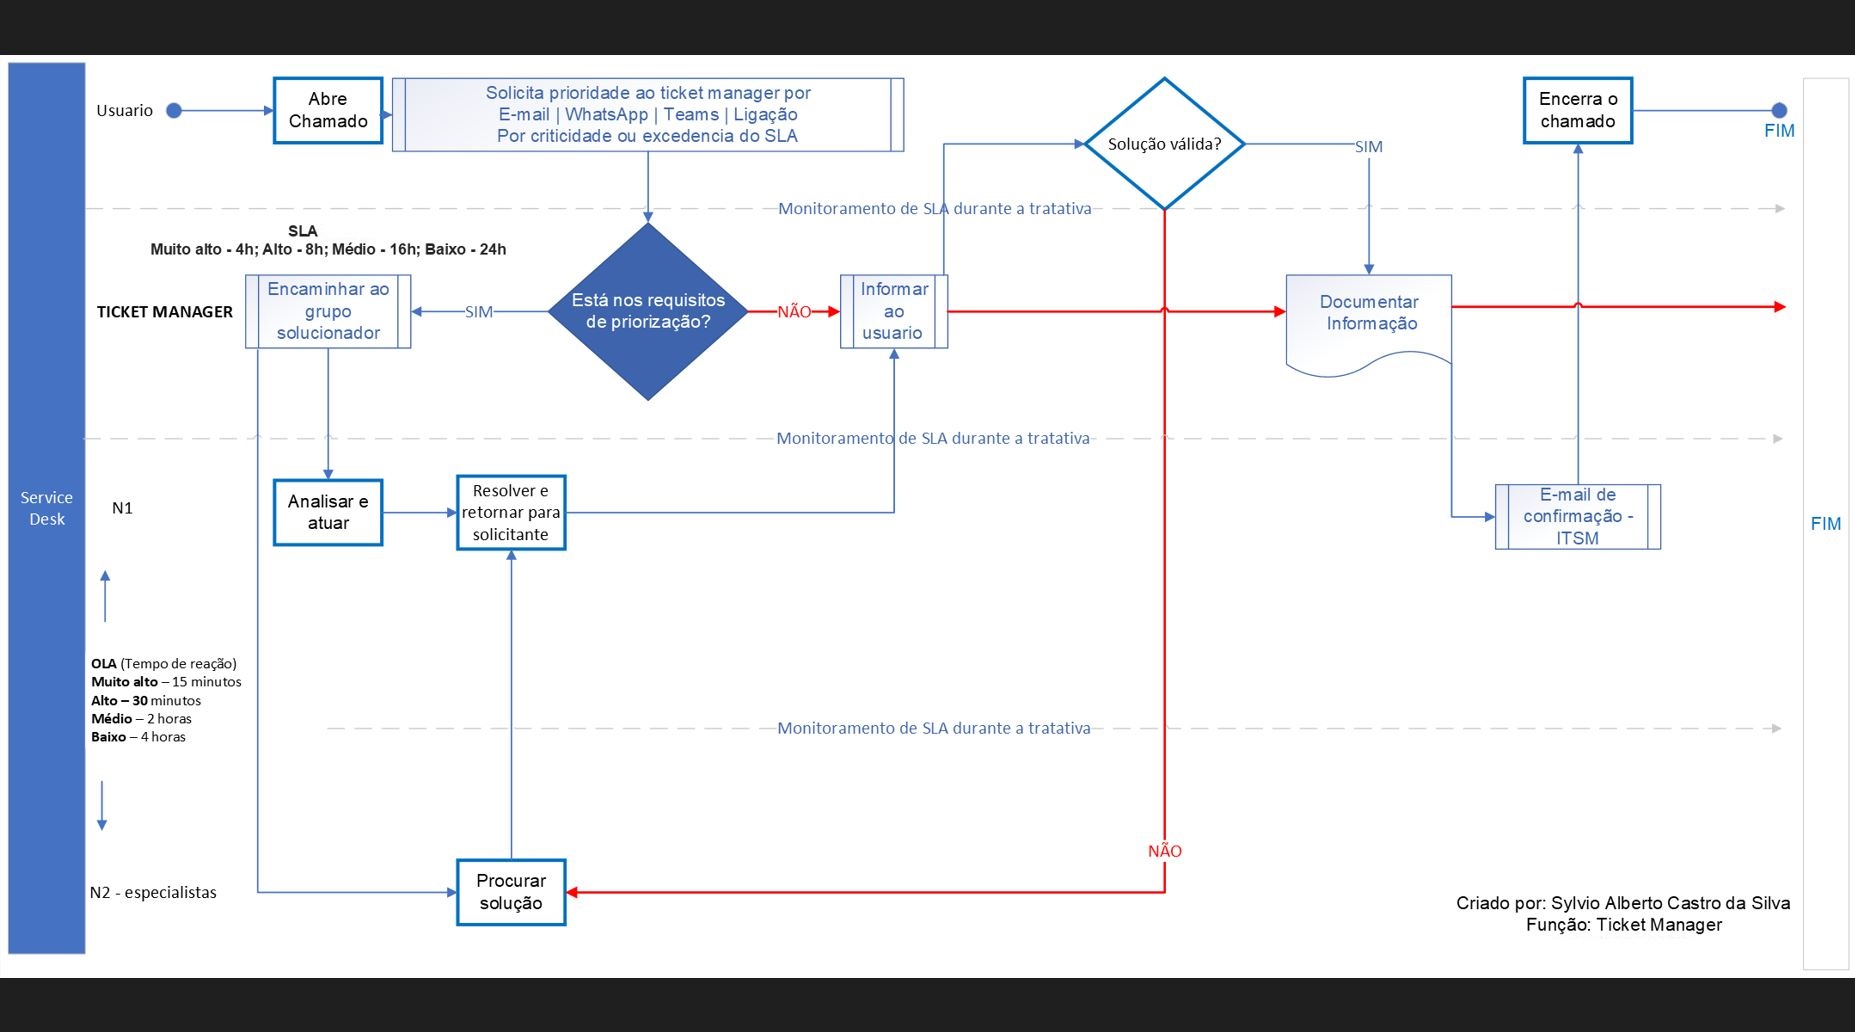 Usuario
Abre
Chamado
Solicita prioridade ao ticket manager por
E-mail | WhatsApp | Teams | Ligação
Por criticidade ou excedencia do SLA
Solução válida?
SIM
Encerra o
chamado
FIM
Monitoramento de SLA durante a tratativa
SLA
Muito alto - 4h; Alto - 8h; Médio - 16h; Baixo - 24h
TICKET MANAGER
Encaminhar ao
grupo
solucionador
SIM
Está nos requisitos
de priorização?
NÃO
Informar
ao
usuario
Documentar
Informação
Monitoramento de SLA durante a tratativa
Service
Desk
N1
Analisar e
atuar
Resolver e
retornar para
solicitante
E-mail de
confirmação -
ITSM
FIM
OLA (Tempo de reação)
Muito alto – 15 minutos
Alto – 30 minutos
Médio – 2 horas
Baixo – 4 horas
Monitoramento de SLA durante a tratativa
NÃO
N2 - especialistas
Procurar
solução
Criado por: Sylvio Alberto Castro da Silva
Função: Ticket Manager